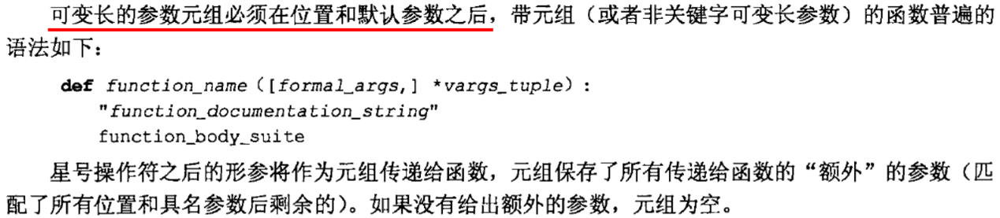 可变长的参数元组必须在位置和默认参数之后，带元组（或者非关键字可变长参数）的函数普遍的
语法如下：
def function_name（[formal_args,] *vargs_tuple）:
"function_documentation_string"
function_body_suite
星号操作符之后的形参将作为元组传递给函数，元组保存了所有传递给函数的“额外”的参数（匹
配了所有位置和具名参数后剩余的）。如果没有给出额外的参数，元组为空。